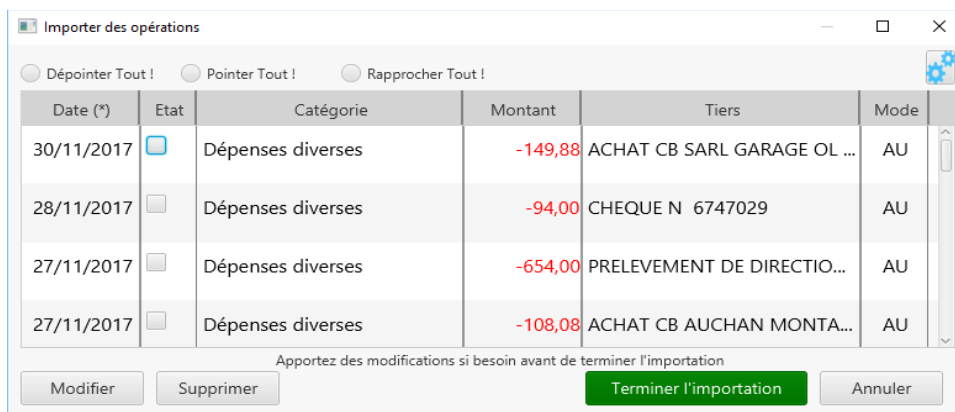 Importer des opérations
Dépointer Tout ! Pointer Tout ! Rapprocher Tout !
Date (*) Etat Catégorie Montant Tiers Mode
30/11/2017 Dépenses diverses -149,88 ACHAT CB SARL GARAGE OL ... AU
28/11/2017 Dépenses diverses -94,00 CHEQUE N 6747029 AU
27/11/2017 Dépenses diverses -654,00 PRELEVEMENT DE DIRECTIO... AU
27/11/2017 Dépenses diverses -108,08 ACHAT CB AUCHAN MONTA... AU
Apportez des modifications si besoin avant de terminer l'importation
Modifier Supprimer Terminer l'importation Annuler